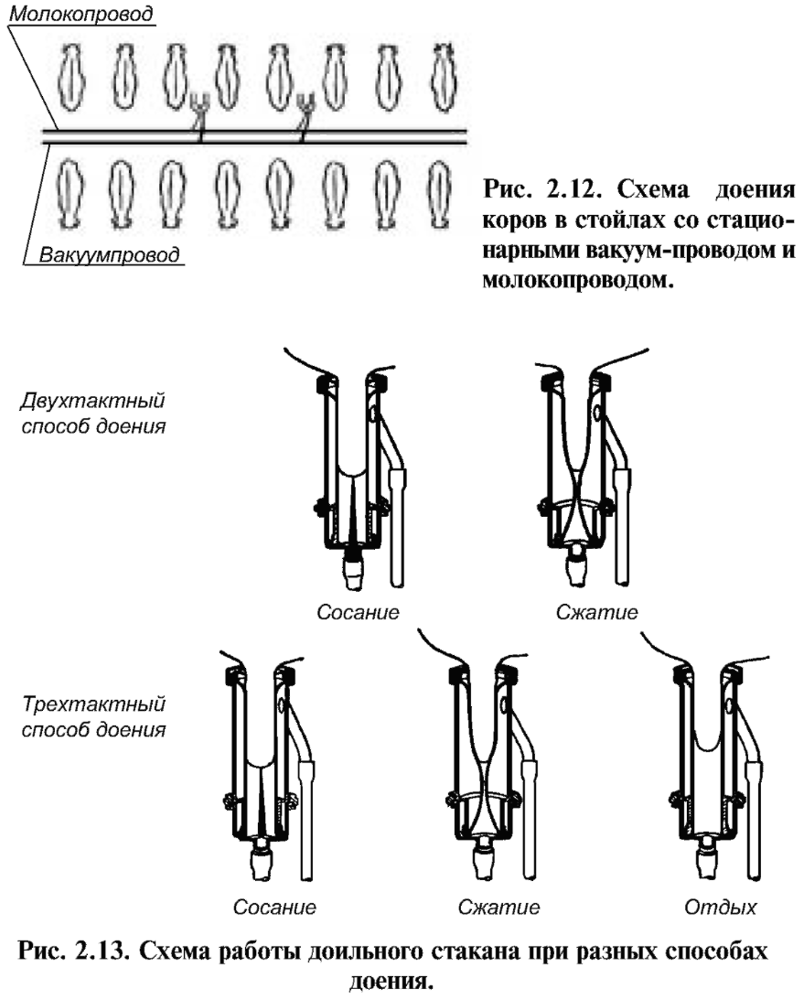 Молокопровод
Вакуумпровод
Рис. 2.12. Схема доения
коров в стойлах со стацио-
нарными вакуум-проводом и
молокопроводом.
Двухтактный
способ доения
Сосание
Сжатие
Трехтактный
способ доения
Сосание
Сжатие
Отдых
Рис. 2.13. Схема работы доильного стакана при разных способах
доения.